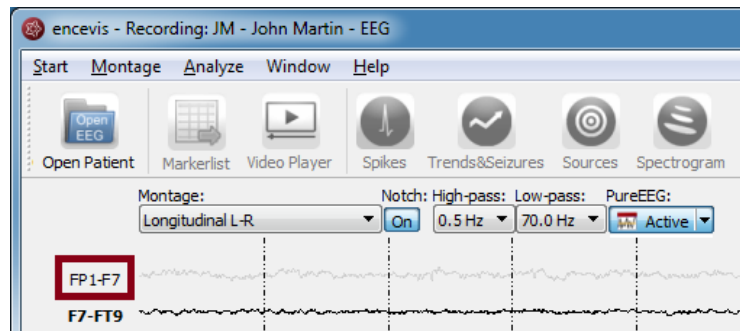 encevis - Recording: JM - John Martin - EEG
Start Montage Analyze Window Help
Open EEG
Open Patient Markerlist Video Player Spikes Trends&Seizures Sources Spectrogram
Montage: Notch: High-pass: Low-pass: PureEEG:
Longitudinal L-R On 0.5 Hz 70.0 Hz Active
FP1-F7
F7-FT9